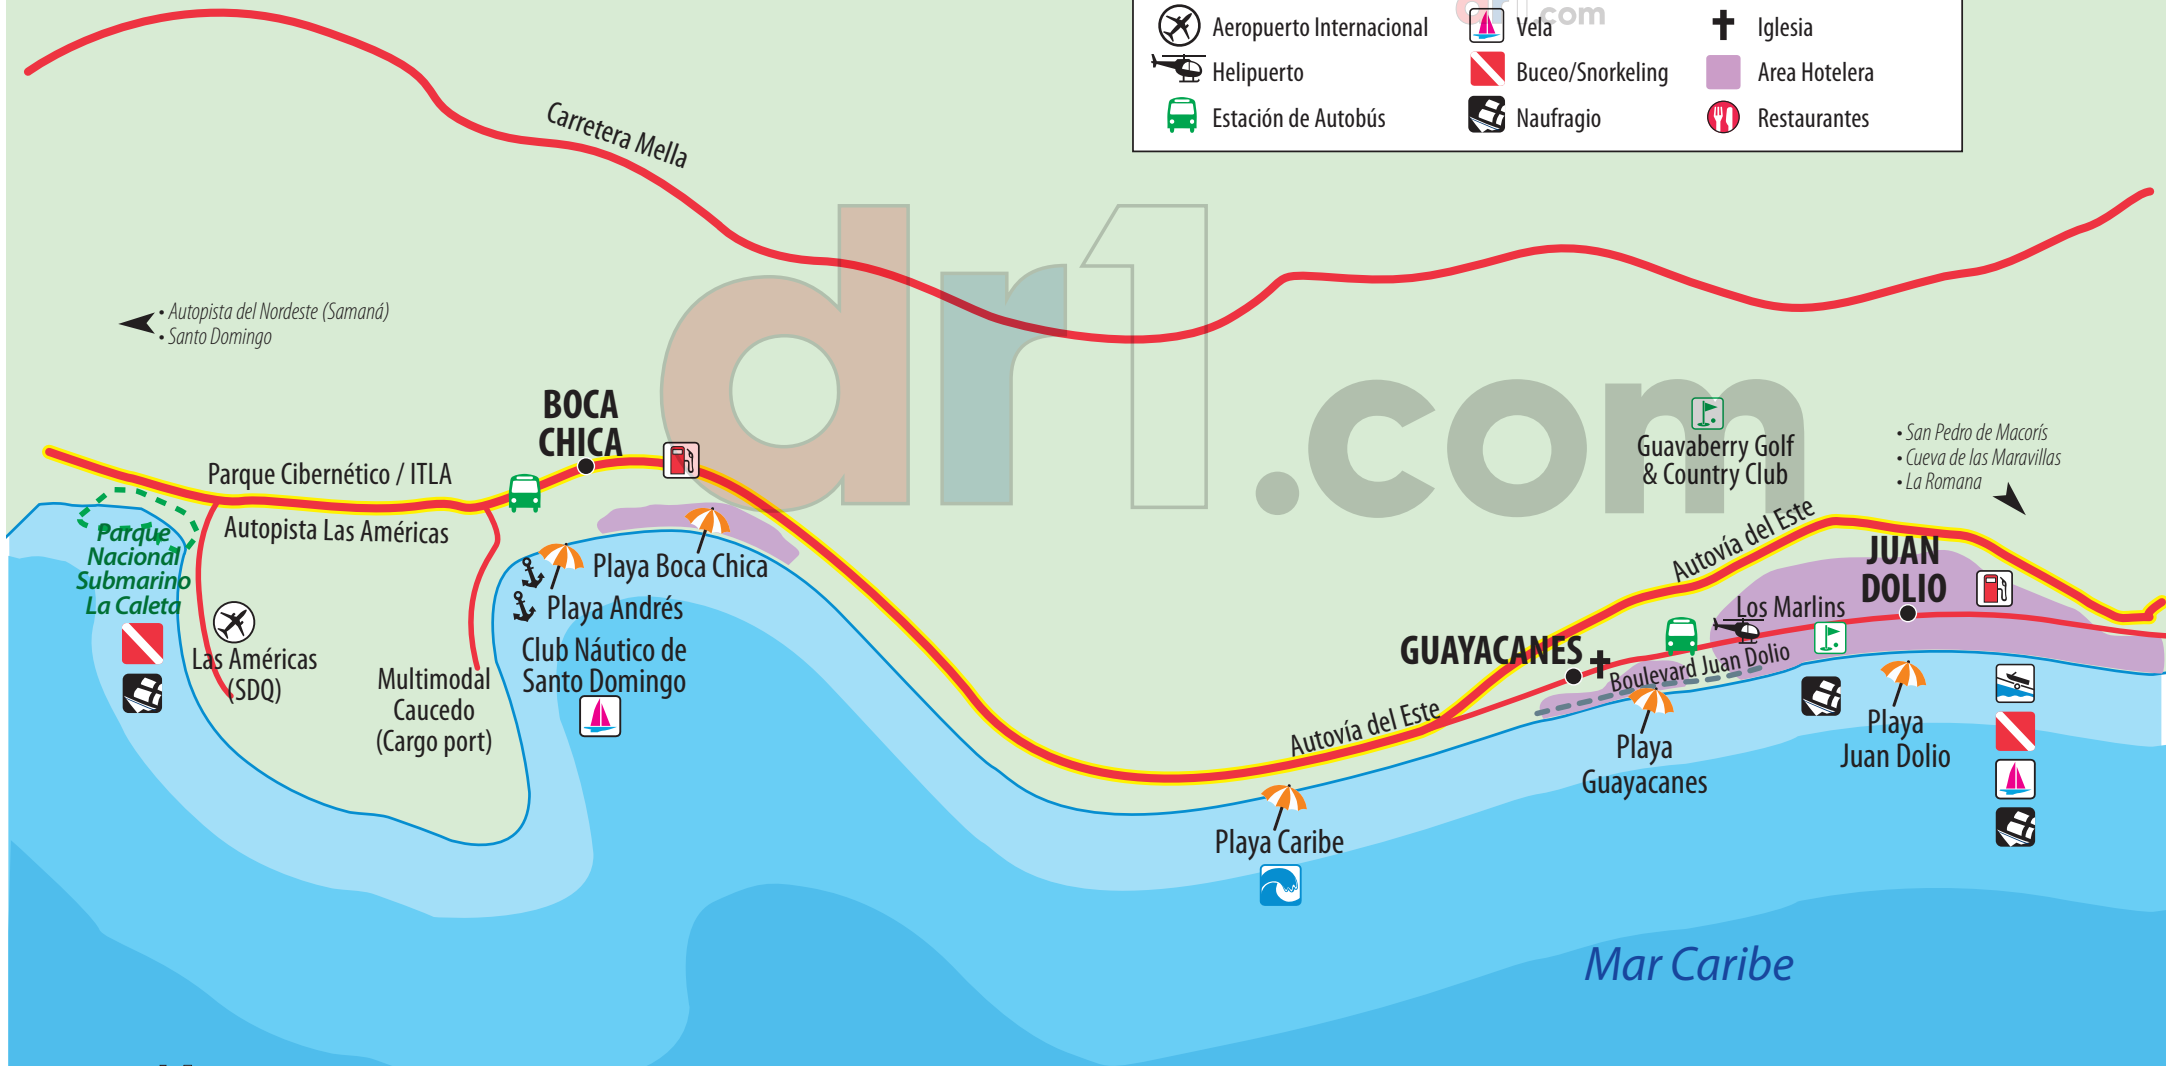 dr1.com
Aeropuerto Internacional
Vela
Iglesia
Helipuerto
Buceo/Snorkeling
Area Hotelera
Estación de Autobús
Naufragio
Restaurantes
Carretera Mella
dr1.com
• Autopista del Nordeste (Samaná)
• Santo Domingo
BOCA
CHICA
Parque Cibernético / ITLA
Autopista Las Américas
Parque
Nacional
Submarino
La Caleta
Las Américas
(SDQ)
Multimodal
Caucedo
(Cargo port)
Playa Boca Chica
Playa Andrés
Club Náutico de
Santo Domingo
Guavaberry Golf
& Country Club
• San Pedro de Macorís
• Cueva de las Maravillas
• La Romana
Autovía del Este
JUAN
DOLIO
Los Marlins
GUAYACANES
Boulevard Juan Dolio
Autovía del Este
Playa
Guayacanes
Playa
Juan Dolio
Playa Caribe
Mar Caribe